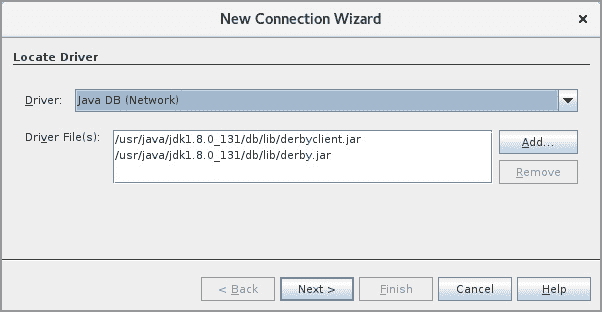 New Connection Wizard
Locate Driver
Driver: Java DB (Network)
Driver File(s): /usr/java/jdk1.8.0_131/db/lib/derbyclient.jar
/usr/java/jdk1.8.0_131/db/lib/derby.jar
Add...
Remove
< Back Next > Finish Cancel Help